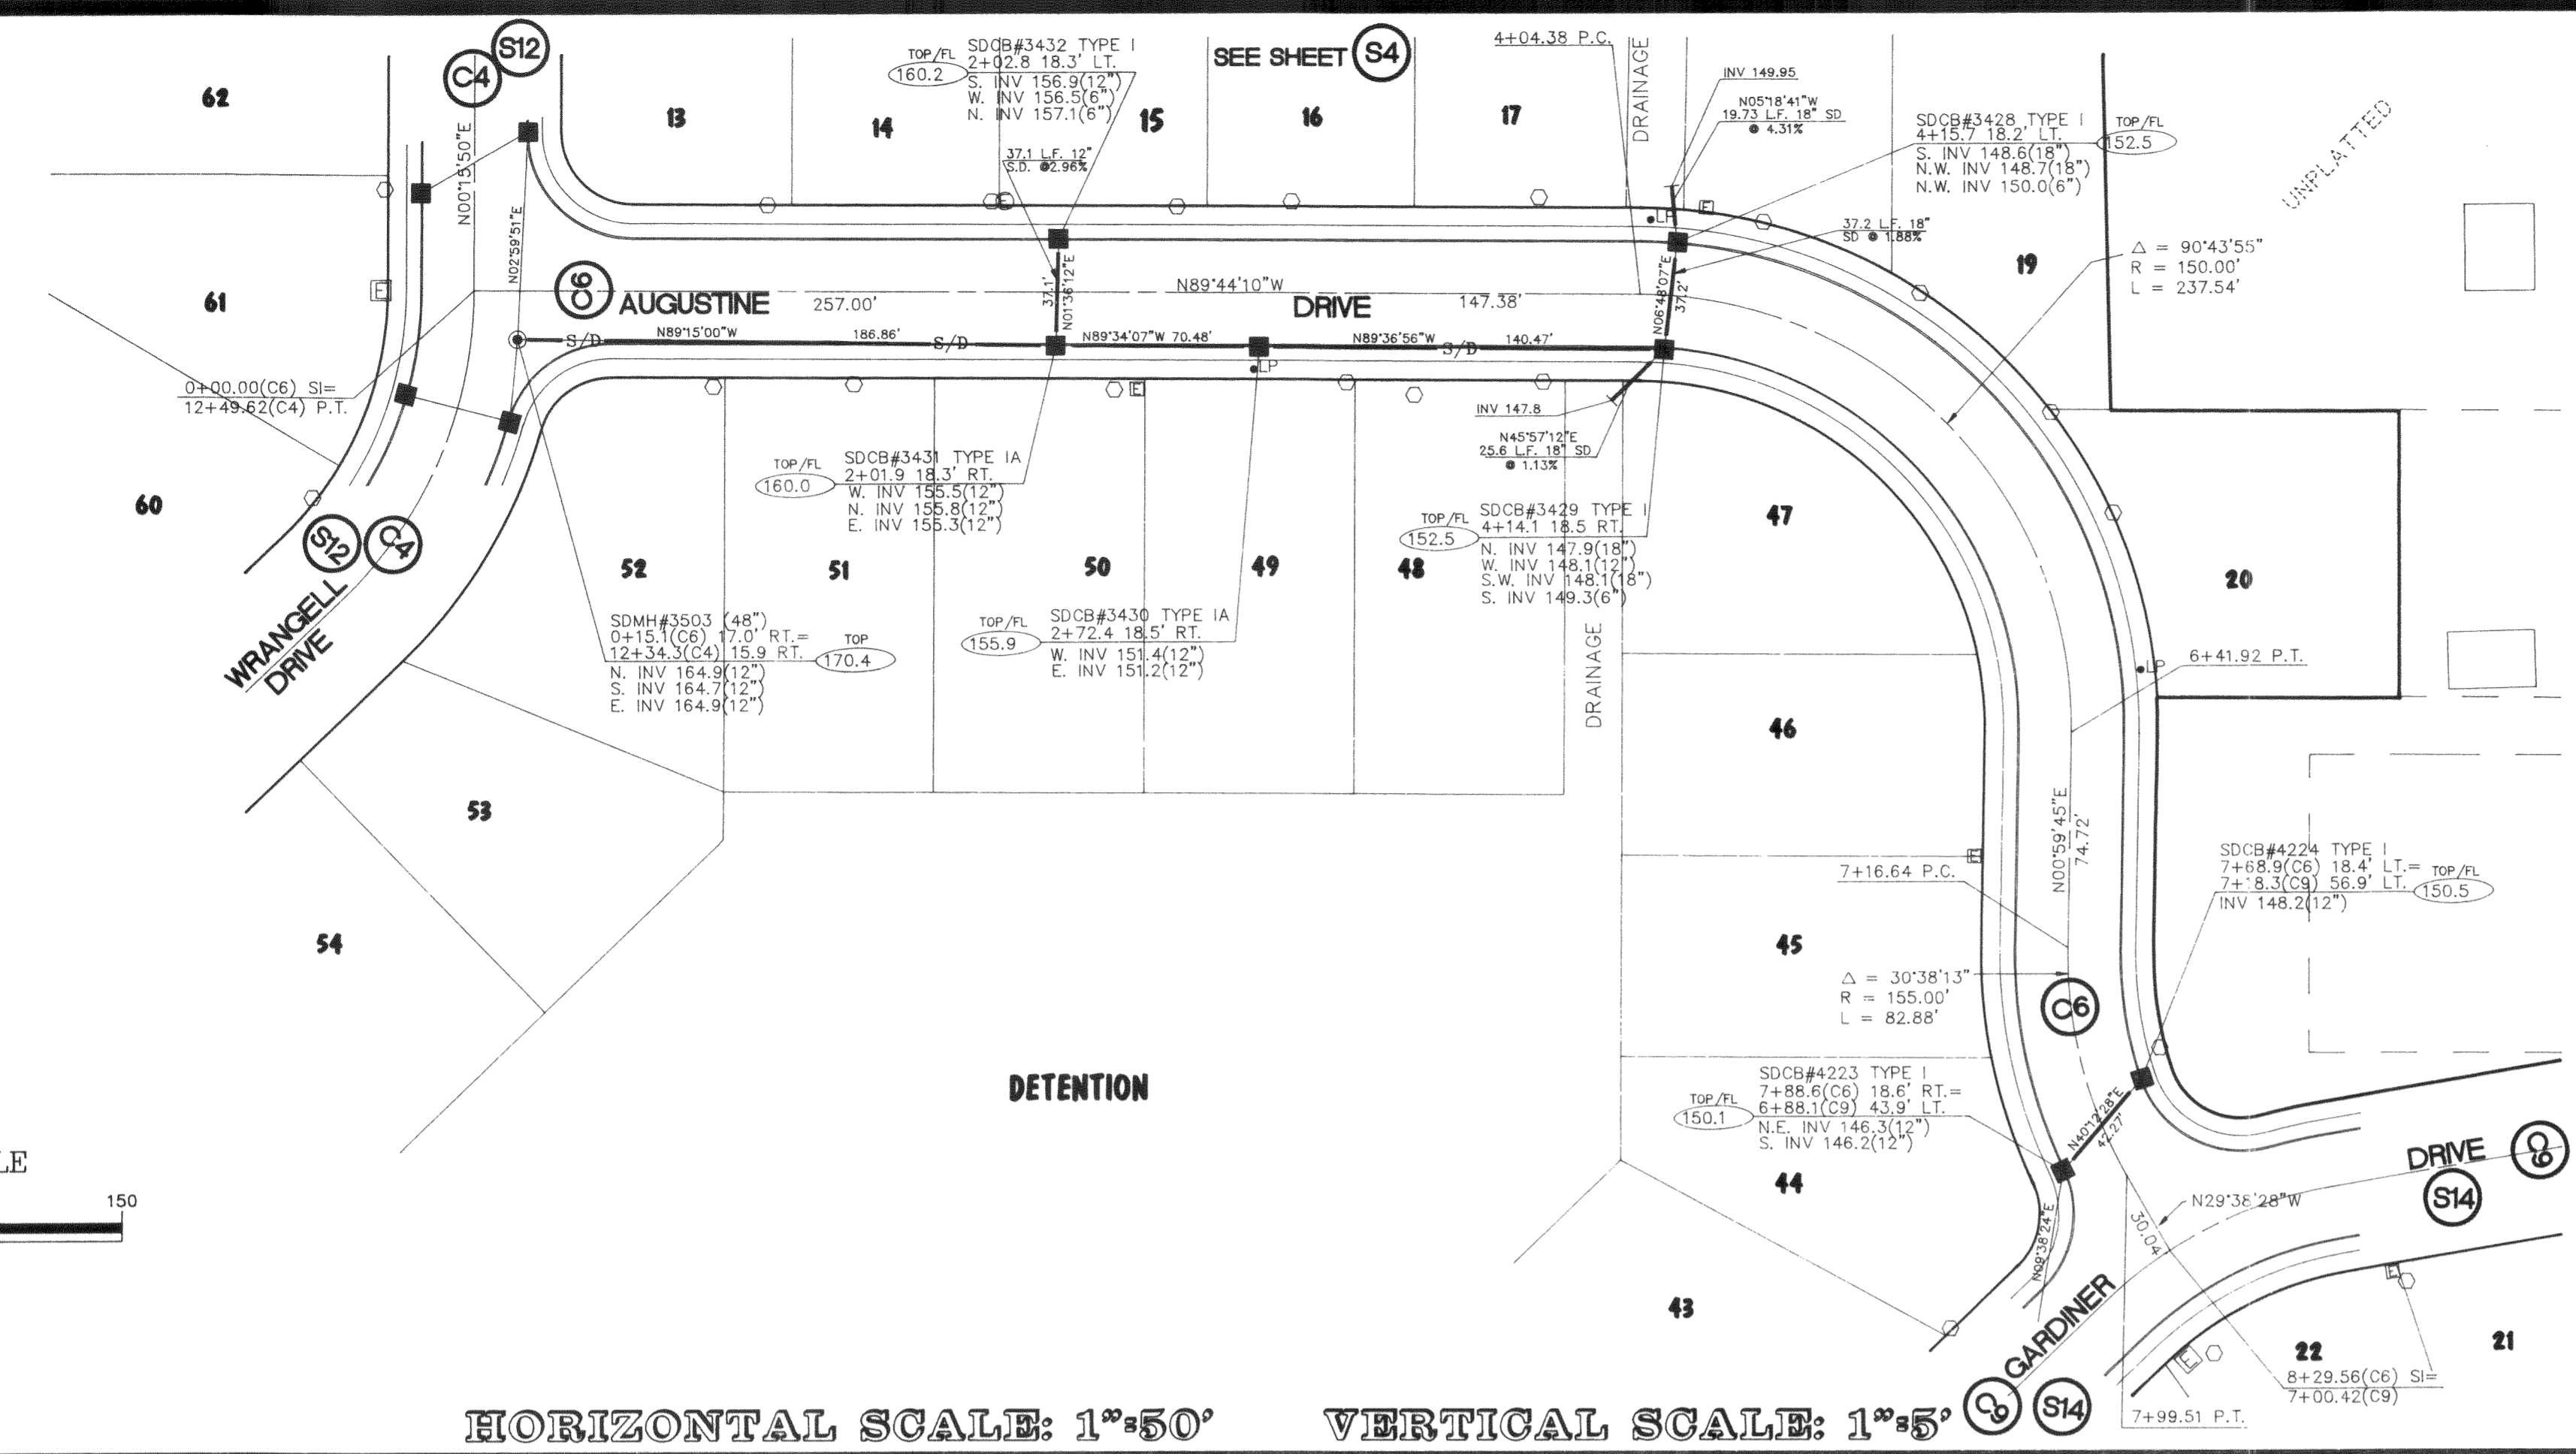 S12
C4
62
13
14
15
16
17
SEE SHEET S4
TOP/FL
160.2
SDCB#3432 TYPE I
2+02.8 18.3' LT.
S. INV 156.9(12")
W. INV 156.5(6")
N. INV 157.1(6")
37.1 L.F. 12"
S.D. @2.96%
4+04.38 P.C.
DRAINAGE
INV 149.95
N05°18'41"W
19.73 L.F. 18" SD
@ 4.31%
SDCB#3428 TYPE I
4+15.7 18.2' LT.
S. INV 148.6(18")
N.W. INV 148.7(18")
N.W. INV 150.0(6")
TOP/FL
152.5
UNPLATTED
37.2 L.F. 18"
SD @ 1.88%
19
Δ = 90°43'55"
R = 150.00'
L = 237.54'
N00°15'50"E
N02°59'51"E
61
E
E
E
LP
C6
AUGUSTINE
257.00'
37.1'
N01°36'12"E
N89°44'10"W
DRIVE
147.38'
N06°48'07"E
37.2'
S/D
N89°15'00"W
186.86'
S/D
N89°34'07"W 70.48'
N89°36'56"W
S/D
140.47'
LP
E
0+00.00(C6) SI=
12+49.62(C4) P.T.
INV 147.8
N45°57'12"E
25.6 L.F. 18" SD
@ 1.13%
60
S12
C4
WRANGELL
DRIVE
TOP/FL
160.0
SDCB#3431 TYPE IA
2+01.9 18.3' RT.
W. INV 155.5(12")
N. INV 155.8(12")
E. INV 155.3(12")
TOP/FL
152.5
SDCB#3429 TYPE I
4+14.1 18.5 RT.
N. INV 147.9(18")
W. INV 148.1(12")
S.W. INV 148.1(18")
S. INV 149.3(6")
47
52
51
50
49
48
20
SDMH#3503 (48")
0+15.1(C6) 17.0' RT.=
12+34.3(C4) 15.9 RT.
N. INV 164.9(12")
S. INV 164.7(12")
E. INV 164.9(12")
TOP
170.4
TOP/FL
155.9
SDCB#3430 TYPE IA
2+72.4 18.5' RT.
W. INV 151.4(12")
E. INV 151.2(12")
DRAINAGE
LP
6+41.92 P.T.
46
53
N00°59'45"E
74.72'
E
7+16.64 P.C.
SDCB#4224 TYPE I
7+68.9(C6) 18.4' LT.=
7+18.3(C9) 56.9' LT.
INV 148.2(12")
TOP/FL
150.5
54
45
Δ = 30°38'13"
R = 155.00'
L = 82.88'
C6
DETENTION
TOP/FL
150.1
SDCB#4223 TYPE I
7+88.6(C6) 18.6' RT.=
6+88.1(C9) 43.9' LT.
N.E. INV 146.3(12")
S. INV 146.2(12")
N40°12'28"E
42.27'
44
LE
150
DRIVE
C9
S14
N29°38'28"W
30.04'
N09°38'24"E
43
GARDINER
E
E
22
21
8+29.56(C6) SI=
7+00.42(C9)
7+99.51 P.T.
C9
S14
HORIZONTAL SCALE: 1"=50'
VERTICAL SCALE: 1"=5'